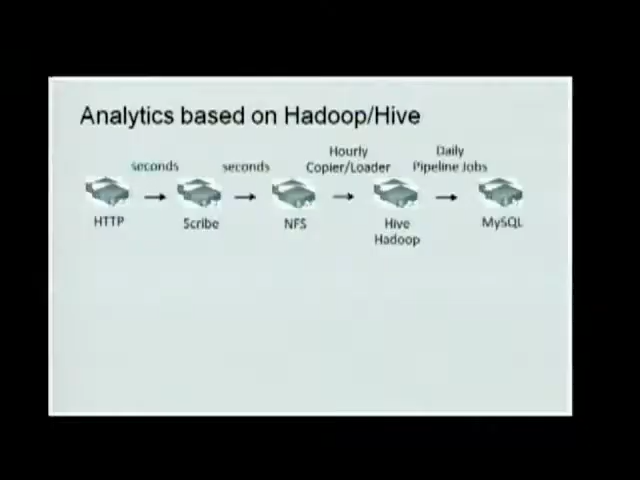 Analytics based on Hadoop/Hive
seconds
seconds
Hourly
Copier/Loader
Daily
Pipeline Jobs
HTTP
Scribe
NFS
Hive
Hadoop
MySQL